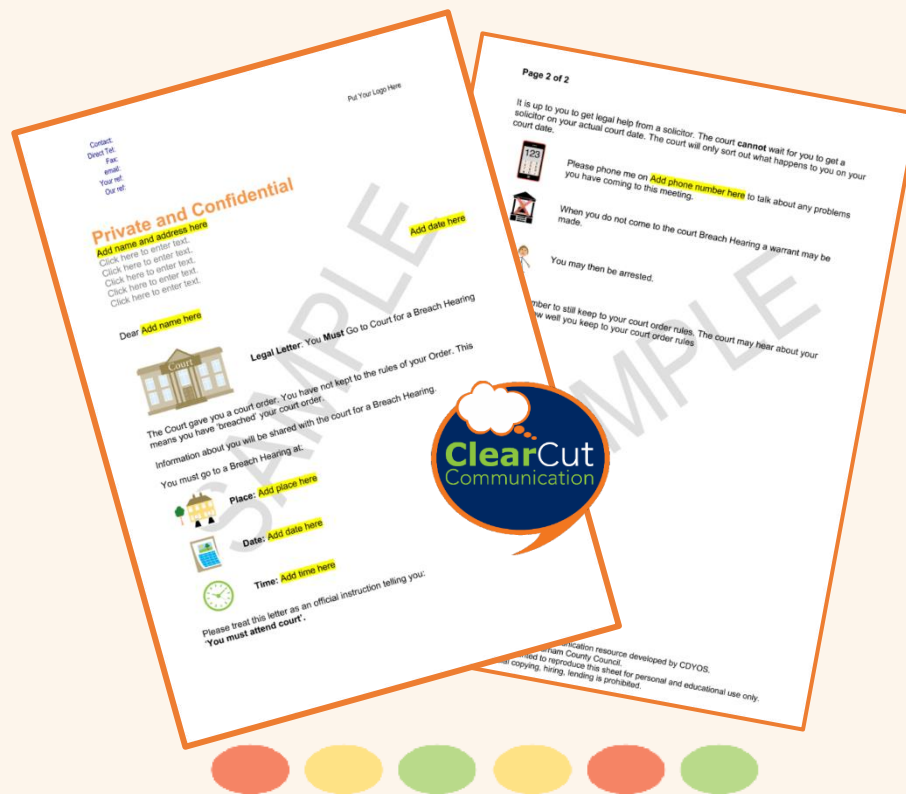 Put Your Logo Here
Contact:
Direct Tel:
Fax:
email:
Your ref:
Our ref:
Private and Confidential
Add name and address here
Click here to enter text.
Click here to enter text.
Click here to enter text.
Click here to enter text.
Click here to enter text.
Add date here
Dear Add name here
Court
Legal Letter. You Must Go to Court for a Breach Hearing
The Court gave you a court order. You have not kept to the rules of your Order. This
means you have 'breached' your court order.
Information about you will be shared with the court for a Breach Hearing.
You must go to a Breach Hearing at:
Place: Add place here
Date: Add date here
Time: Add time here
Please treat this letter as an official instruction telling you:
'You must attend court'.
SAMPLE
Page 2 of 2
It is up to you to get legal help from a solicitor. The court cannot wait for you to get a
solicitor on your actual court date. The court will only sort out what happens to you on your
court date.
123
Please phone me on Add phone number here to talk about any problems
you have coming to this meeting.
When you do not come to the court Breach Hearing a warrant may be
made.
You may then be arrested.
to still keep to your court order rules. The court may hear about your
well you keep to your court order rules
MPLE
ClearCut
Communication
resource developed by CDYOS.
County Council.
to reproduce this sheet for personal and educational use only.
copying, hiring, lending is prohibited.